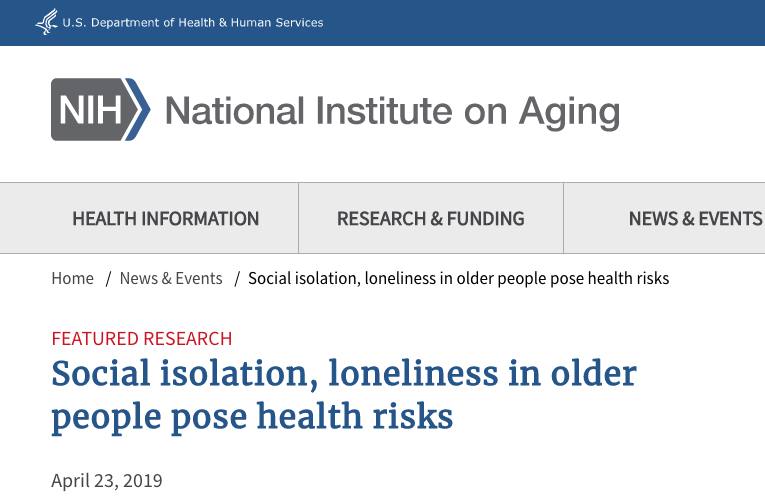 U.S. Department of Health & Human Services
NIH National Institute on Aging
HEALTH INFORMATION RESEARCH & FUNDING NEWS & EVENTS
Home / News & Events / Social isolation, loneliness in older people pose health risks
FEATURED RESEARCH
Social isolation, loneliness in older
people pose health risks
April 23, 2019